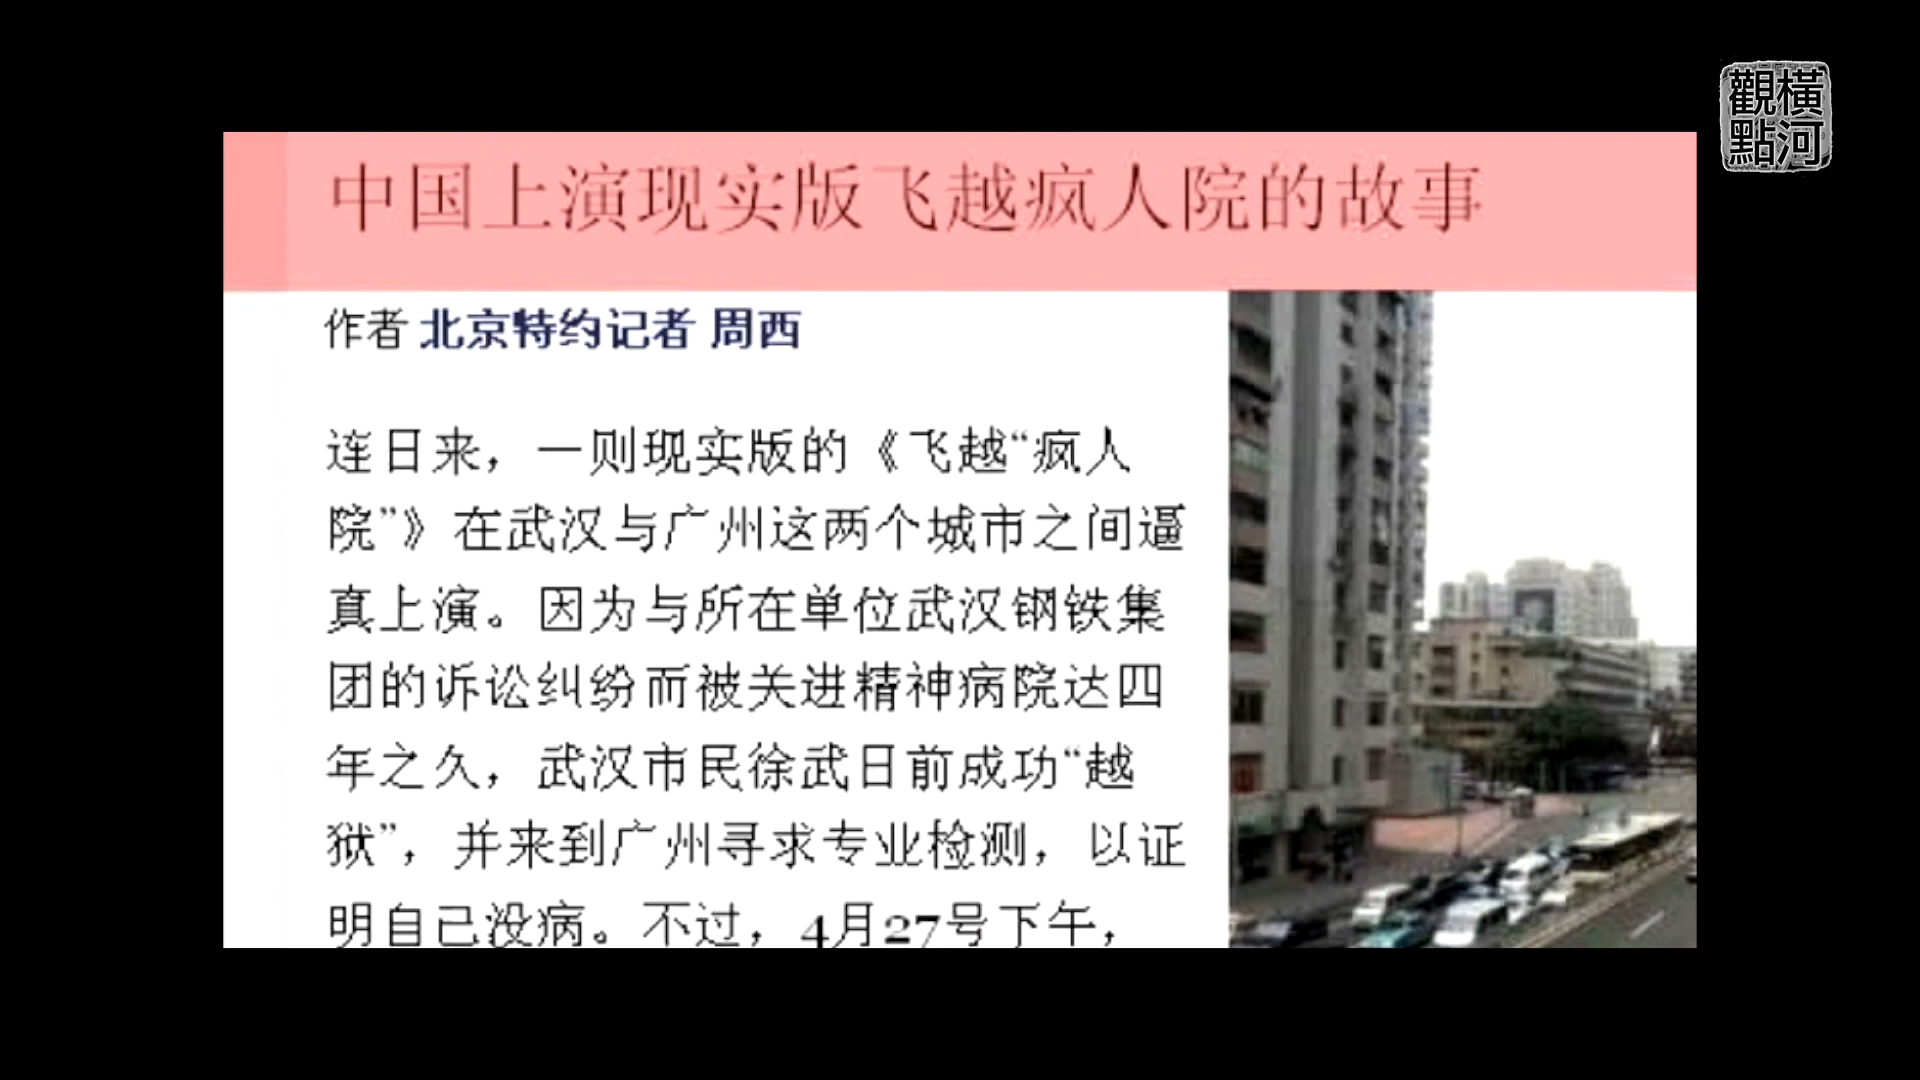 橫河
觀點
中国上演现实版飞越疯人院的故事
作者 北京特约记者 周西
连日来，一则现实版的《飞越“疯人
院”》在武汉与广州这两个城市之间逼
真上演。因为与所在单位武汉钢铁集
团的诉讼纠纷而被关进精神病院达四
年之久，武汉市民徐武日前成功“越
狱”，并来到广州寻求专业检测，以证
明自己没病。不过，4月27号下午，